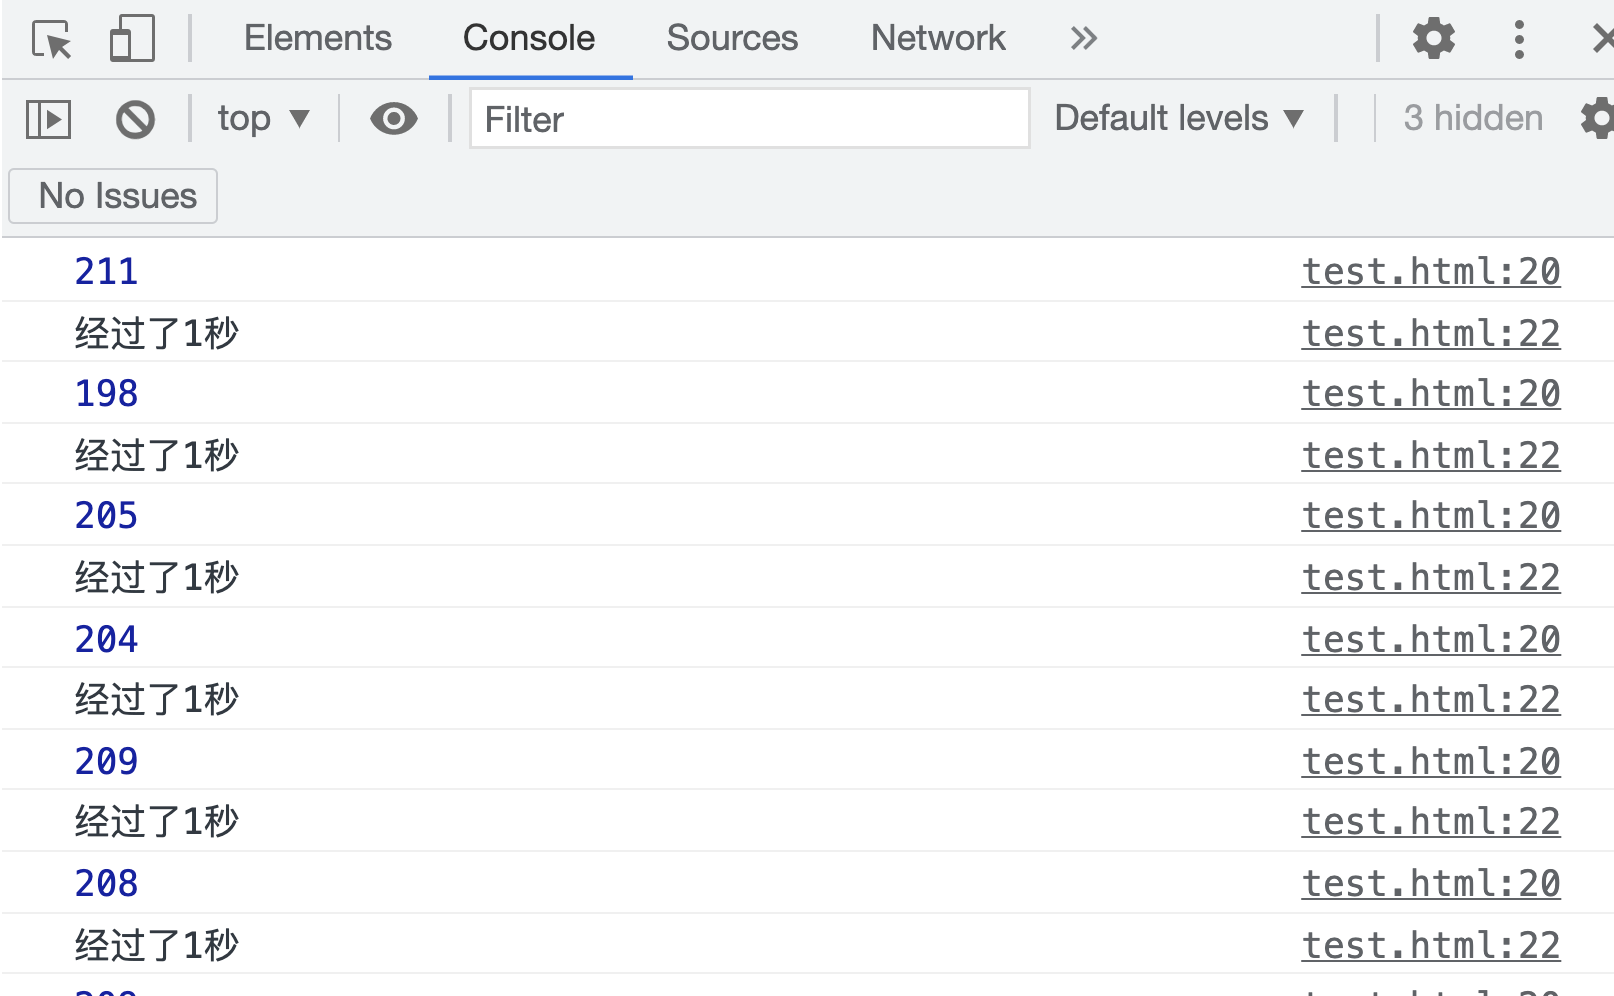 Elements Console Sources Network
top Filter Default levels 3 hidden
No Issues
211 test.html:20
经过了1秒 test.html:22
198 test.html:20
经过了1秒 test.html:22
205 test.html:20
经过了1秒 test.html:22
204 test.html:20
经过了1秒 test.html:22
209 test.html:20
经过了1秒 test.html:22
208 test.html:20
经过了1秒 test.html:22